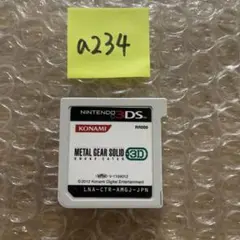 a234
NINTENDO 3DS
KONAMI
METAL GEAR SOLID
SNAKE EATER
3D
©2012 Konami Digital Entertainment
LNA-CTR-AMGJ-JPN